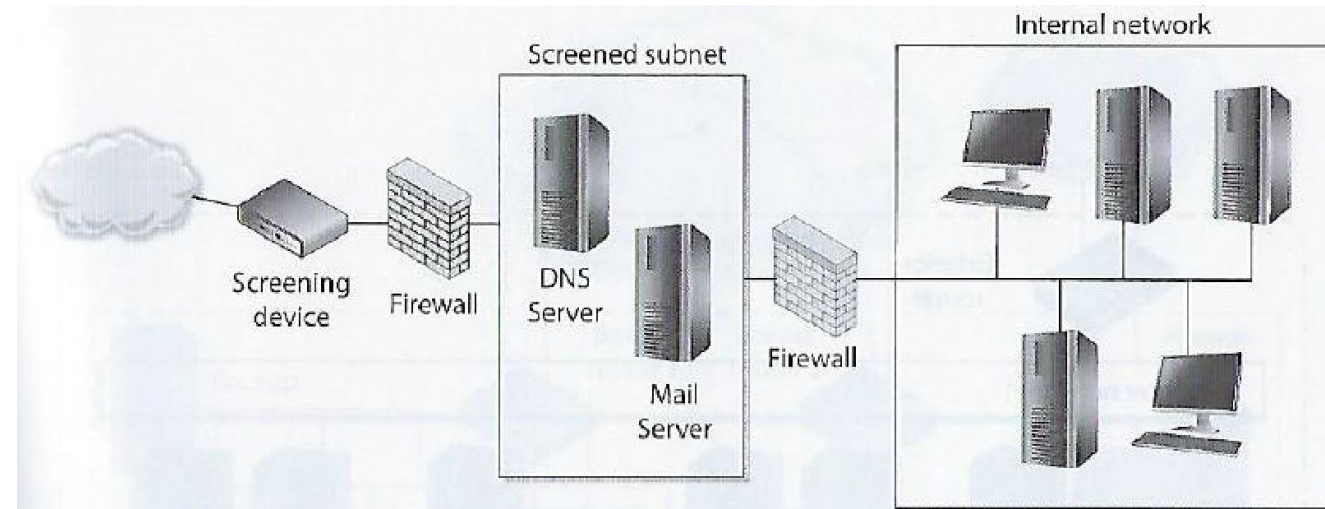 Internal network
Screened subnet
Screening
device
Firewall
DNS
Server
Mail
Server
Firewall